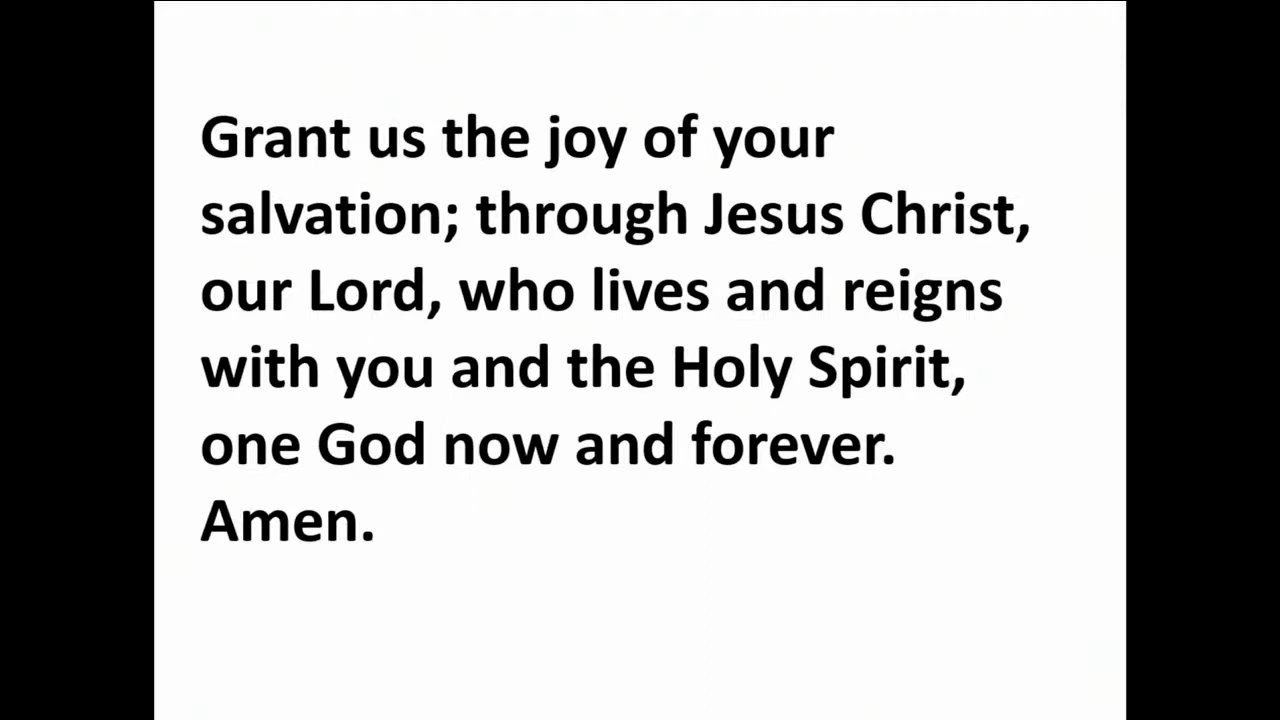 Grant us the joy of your
salvation; through Jesus Christ,
our Lord, who lives and reigns
with you and the Holy Spirit,
one God now and forever.
Amen.